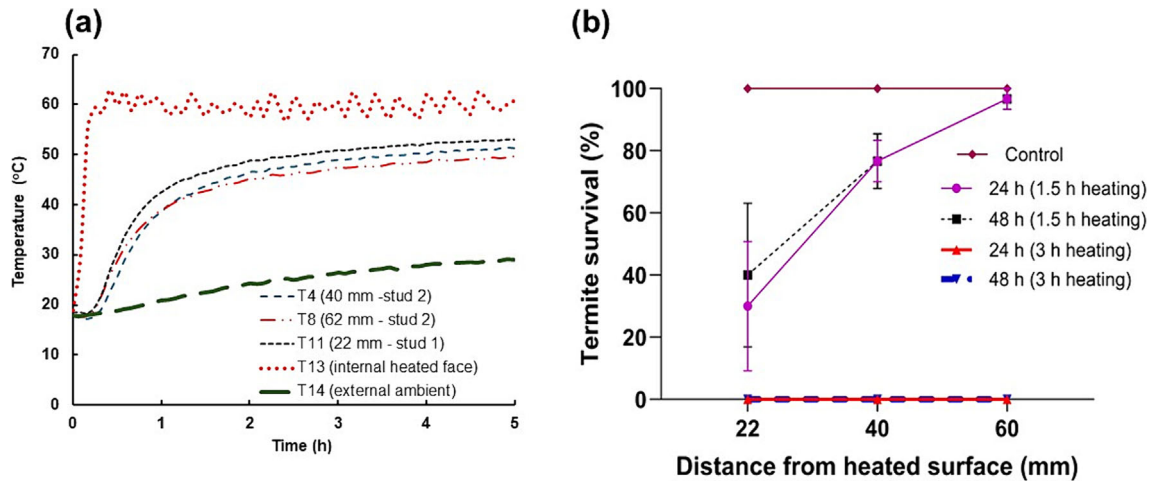 (a)
70
60
50
40
30
20
10
0
Temperature (°C)
0
1
2
3
4
5
Time (h)
T4 (40 mm -stud 2)
T8 (62 mm - stud 2)
T11 (22 mm - stud 1)
T13 (internal heated face)
T14 (external ambient)
(b)
100
80
60
40
20
0
Termite survival (%)
22
40
60
Distance from heated surface (mm)
Control
24 h (1.5 h heating)
48 h (1.5 h heating)
24 h (3 h heating)
48 h (3 h heating)